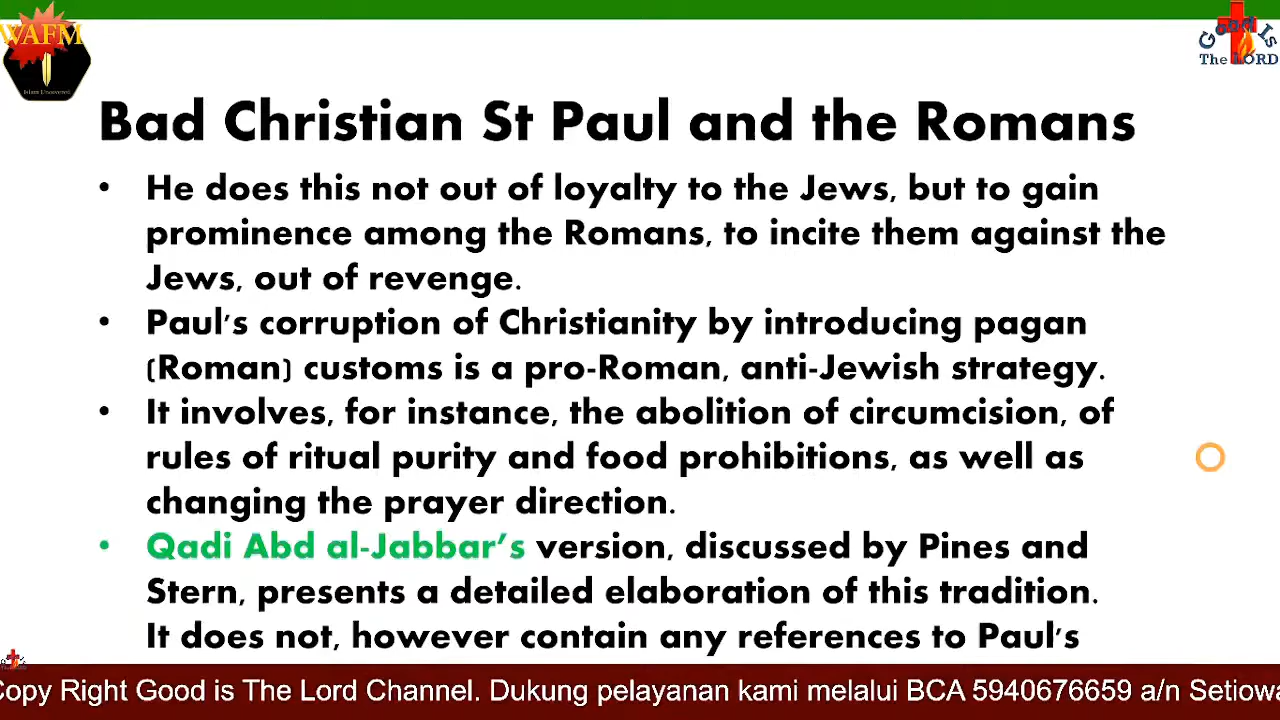 WAFM
Islam Uncovered
Good Is
The LORD
Bad Christian St Paul and the Romans
• He does this not out of loyalty to the Jews, but to gain
prominence among the Romans, to incite them against the
Jews, out of revenge.
• Paul's corruption of Christianity by introducing pagan
(Roman) customs is a pro-Roman, anti-Jewish strategy.
• It involves, for instance, the abolition of circumcision, of
rules of ritual purity and food prohibitions, as well as
changing the prayer direction.
• Qadi Abd al-Jabbar's version, discussed by Pines and
Stern, presents a detailed elaboration of this tradition.
It does not, however contain any references to Paul's
Copy Right Good is The Lord Channel. Dukung pelayanan kami melalui BCA 5940676659 a/n Setiowa